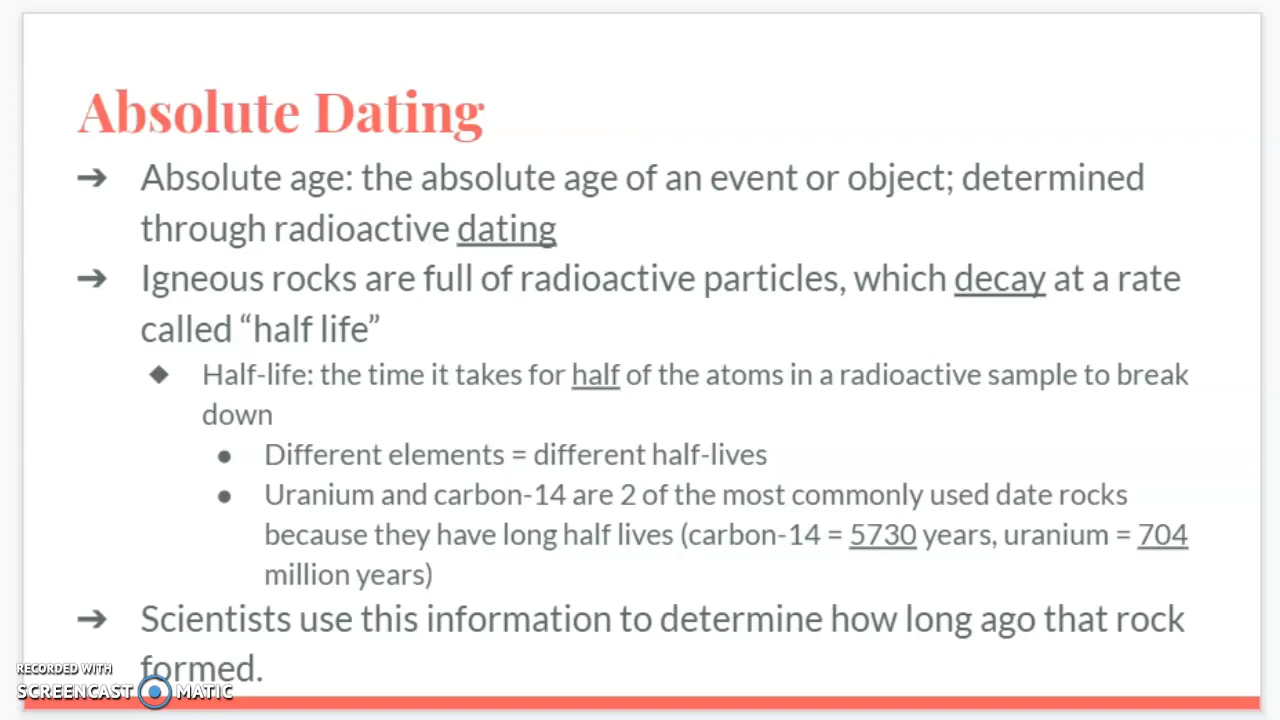 Absolute Dating
➔ Absolute age: the absolute age of an event or object; determined
through radioactive dating
➔ Igneous rocks are full of radioactive particles, which decay at a rate
called “half life”
◆ Half-life: the time it takes for half of the atoms in a radioactive sample to break
down
● Different elements = different half-lives
● Uranium and carbon-14 are 2 of the most commonly used date rocks
because they have long half lives (carbon-14 = 5730 years, uranium = 704
million years)
➔ Scientists use this information to determine how long ago that rock
formed.
RECORDED WITH
SCREENCAST MATIC